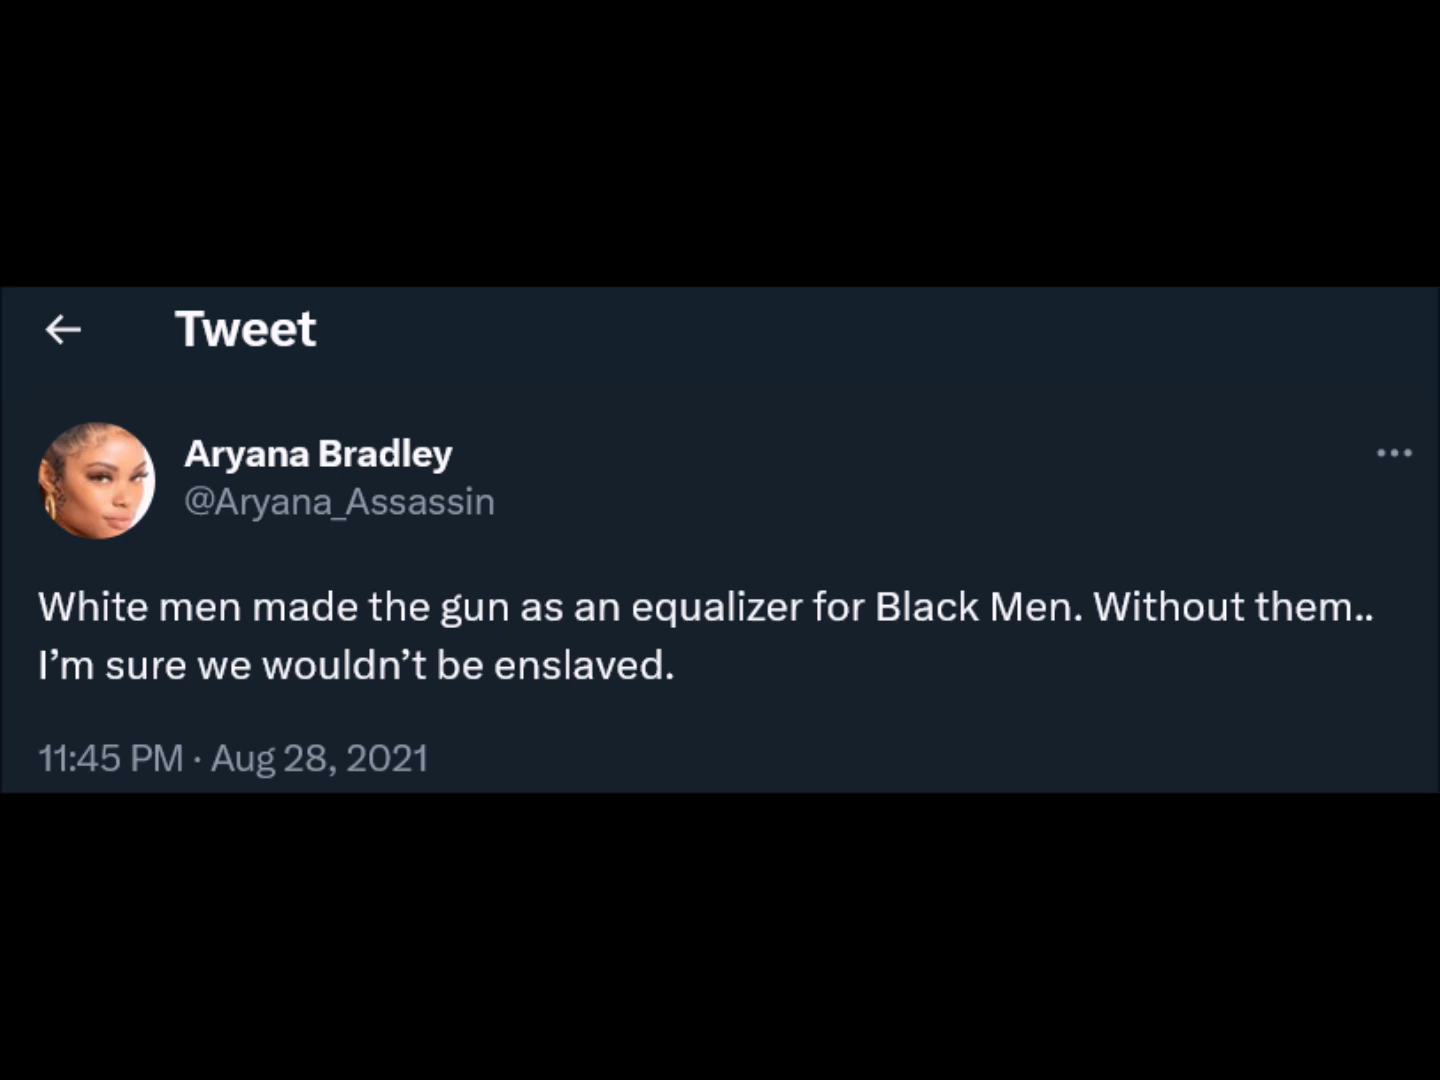 Tweet
Aryana Bradley
@Aryana_Assassin
White men made the gun as an equalizer for Black Men. Without them..
I’m sure we wouldn’t be enslaved.
11:45 PM · Aug 28, 2021